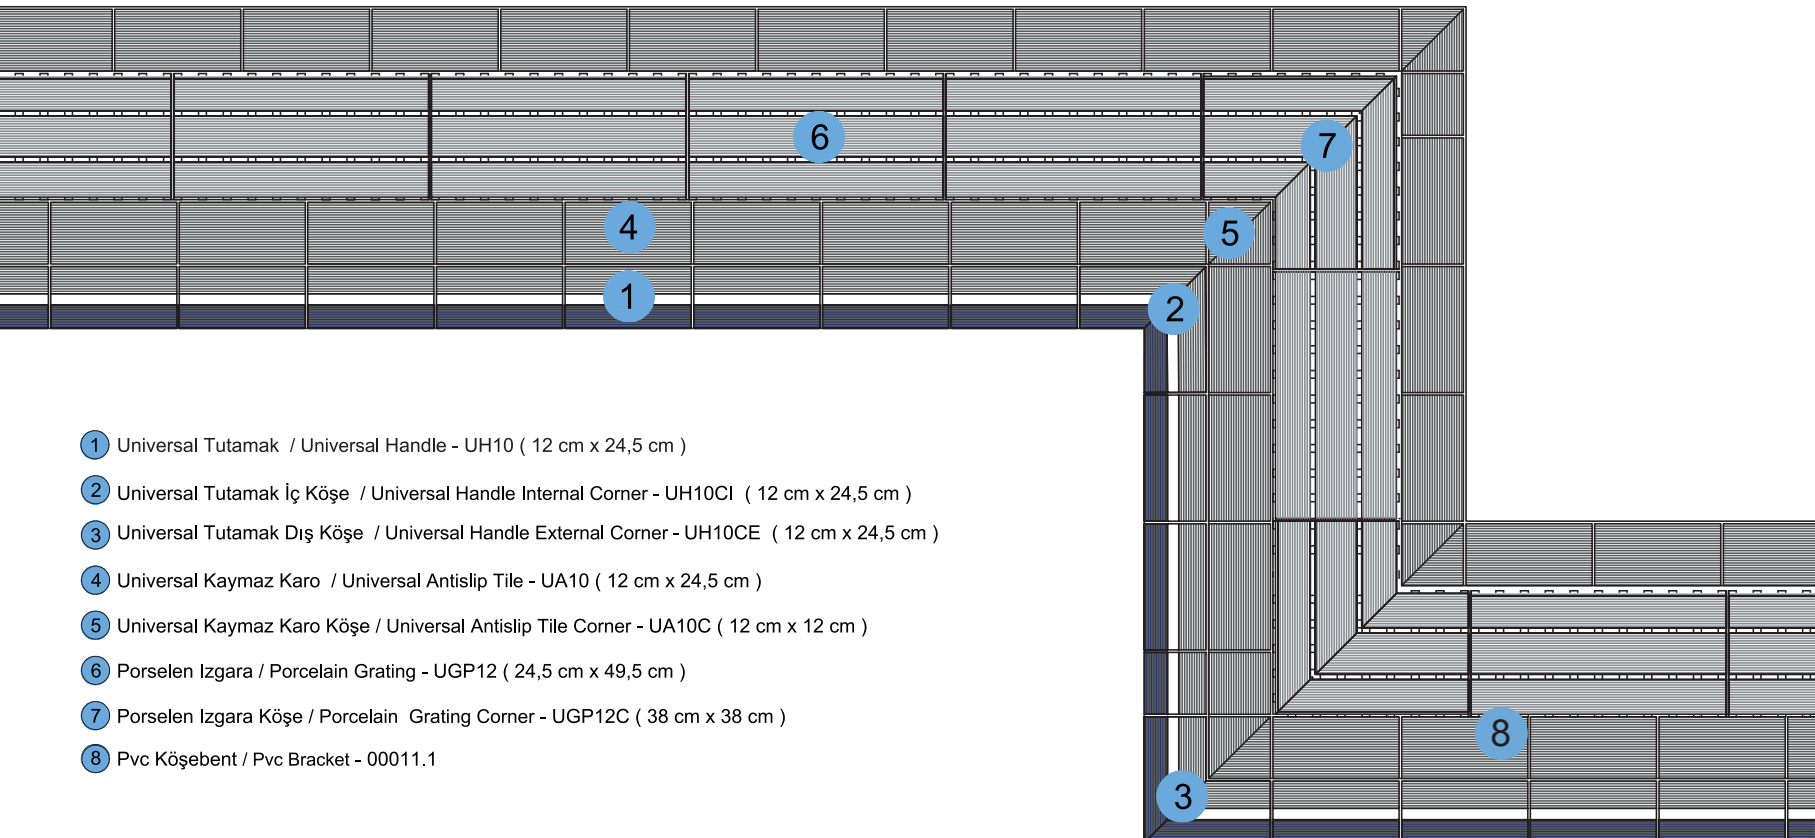 6
7
4
5
1
2
1 Universal Tutamak / Universal Handle - UH10 ( 12 cm x 24,5 cm )
2 Universal Tutamak İç Köşe / Universal Handle Internal Corner - UH10CI ( 12 cm x 24,5 cm )
3 Universal Tutamak Dış Köşe / Universal Handle External Corner - UH10CE ( 12 cm x 24,5 cm )
4 Universal Kaymaz Karo / Universal Antislip Tile - UA10 ( 12 cm x 24,5 cm )
5 Universal Kaymaz Karo Köşe / Universal Antislip Tile Corner - UA10C ( 12 cm x 12 cm )
6 Porselen Izgara / Porcelain Grating - UGP12 ( 24,5 cm x 49,5 cm )
7 Porselen Izgara Köşe / Porcelain Grating Corner - UGP12C ( 38 cm x 38 cm )
8 Pvc Köşebent / Pvc Bracket - 00011.1
8
3